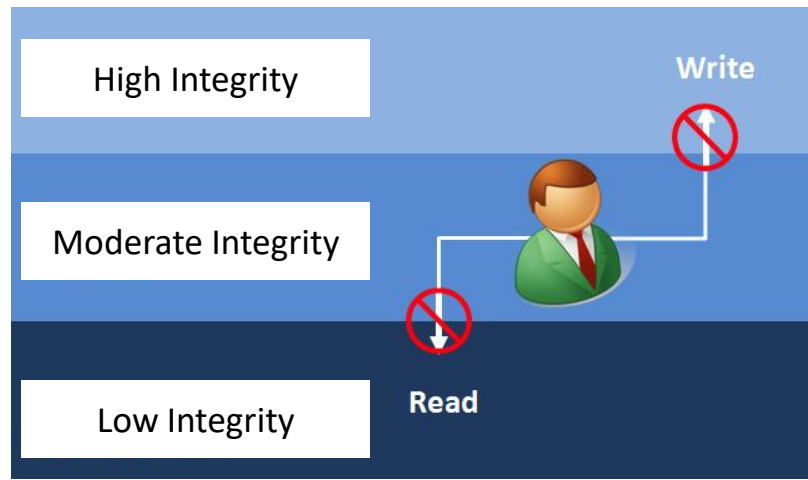 High Integrity
Write
Moderate Integrity
Read
Low Integrity